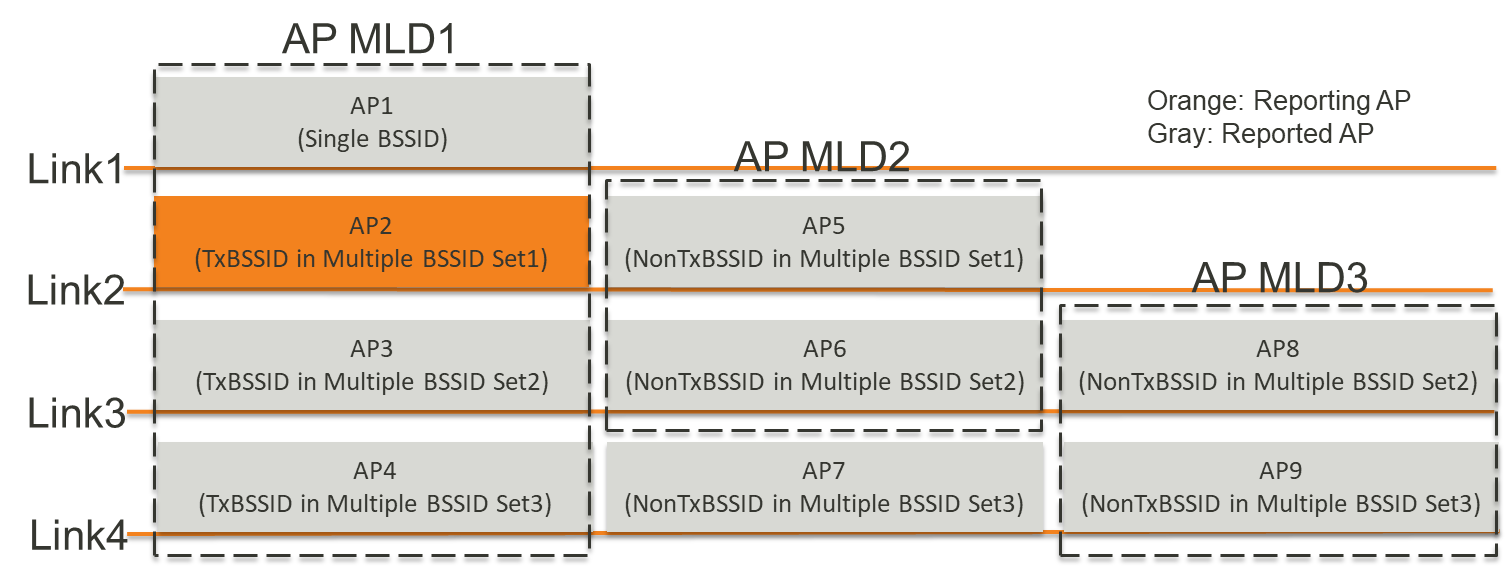 AP MLD1
AP1
(Single BSSID)
Orange: Reporting AP
Gray: Reported AP
Link1
AP MLD2
AP2
(TxBSSID in Multiple BSSID Set1)
AP5
(NonTxBSSID in Multiple BSSID Set1)
Link2
AP MLD3
AP3
(TxBSSID in Multiple BSSID Set2)
AP6
(NonTxBSSID in Multiple BSSID Set2)
AP8
(NonTxBSSID in Multiple BSSID Set2)
Link3
AP4
(TxBSSID in Multiple BSSID Set3)
AP7
(NonTxBSSID in Multiple BSSID Set3)
AP9
(NonTxBSSID in Multiple BSSID Set3)
Link4